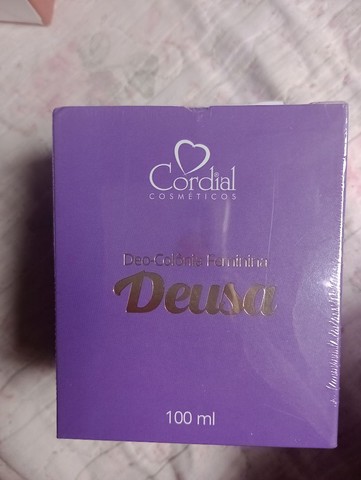 Cordial
COSMÉTICOS
Deo-Colônia Feminina
Deusa
100 ml